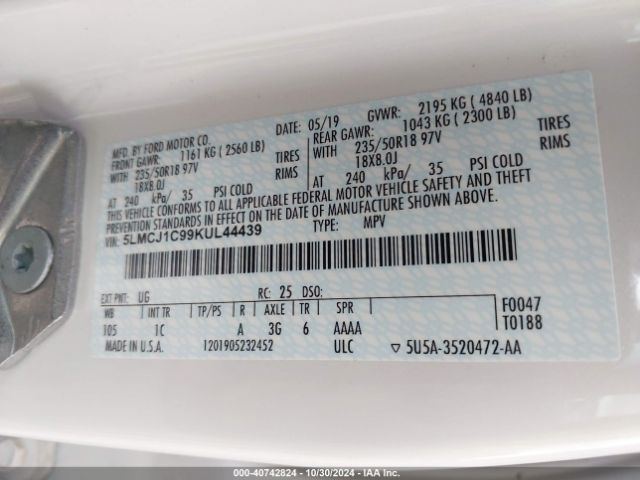 MFD. BY FORD MOTOR CO.
DATE: 05/19 GVWR: 2195 KG ( 4840 LB)
FRONT GAWR: 1161 KG ( 2560 LB)
REAR GAWR: 1043 KG ( 2300 LB)
WITH 235/50R18 97V TIRES
WITH 235/50R18 97V TIRES
18X8.0J RIMS
18X8.0J RIMS
AT 240 kPa/ 35 PSI COLD
AT 240 kPa/ 35 PSI COLD
THIS VEHICLE CONFORMS TO ALL APPLICABLE FEDERAL MOTOR VEHICLE SAFETY AND THEFT
PREVENTION STANDARDS IN EFFECT ON THE DATE OF MANUFACTURE SHOWN ABOVE.
VIN: 5LMCJ1C99KUL44439 TYPE: MPV
EXT PNT: UG RC: 25 DSO:
WB INT TR TP/PS R AXLE TR SPR
105 1C A 3G 6 AAAA
F0047
T0188
MADE IN U.S.A. 1201905232452 ULC ▽ 5U5A-3520472-AA
000-40742824 - 10/30/2024 - IAA Inc.